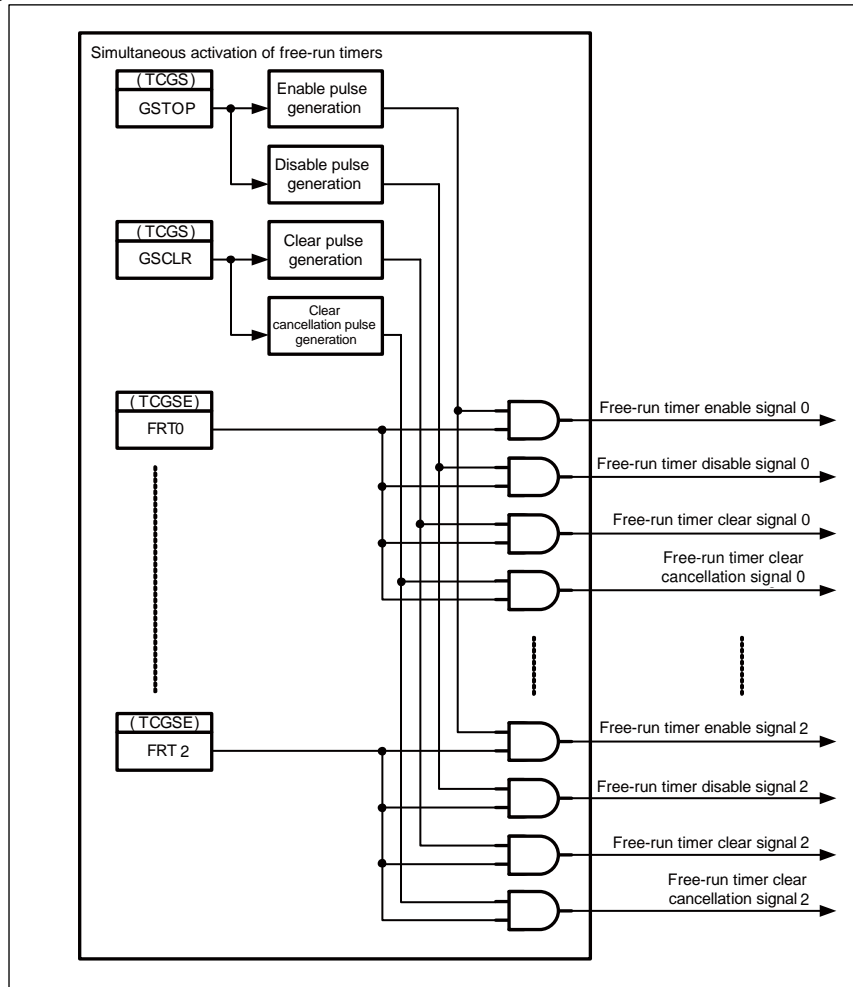 Simultaneous activation of free-run timers
(TCGS)
GSTOP
Enable pulse
generation
Disable pulse
generation
(TCGS)
GSCLR
Clear pulse
generation
Clear
cancellation pulse
generation
(TCGSE)
FRT0
Free-run timer enable signal 0
Free-run timer disable signal 0
Free-run timer clear signal 0
Free-run timer clear
cancellation signal 0
(TCGSE)
FRT 2
Free-run timer enable signal 2
Free-run timer disable signal 2
Free-run timer clear signal 2
Free-run timer clear
cancellation signal 2